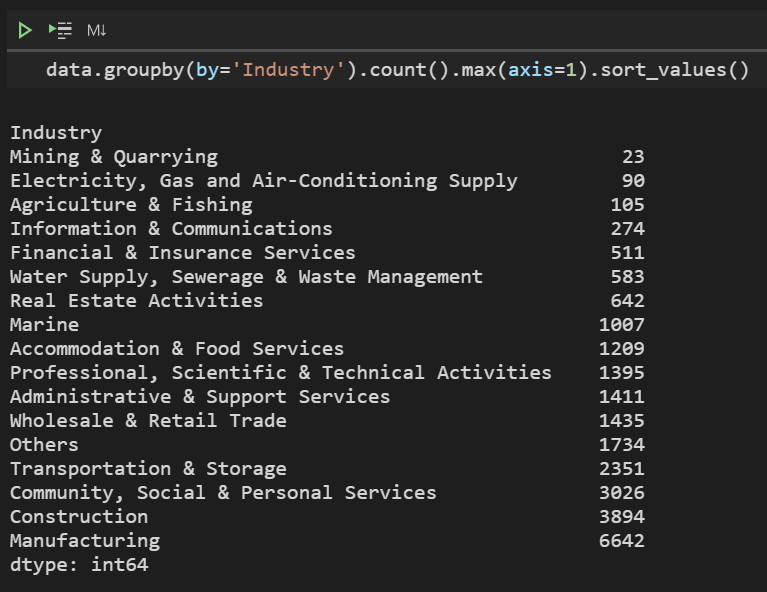 M↓
data.groupby(by='Industry').count().max(axis=1).sort_values()
Industry
Mining & Quarrying 23
Electricity, Gas and Air-Conditioning Supply 90
Agriculture & Fishing 105
Information & Communications 274
Financial & Insurance Services 511
Water Supply, Sewerage & Waste Management 583
Real Estate Activities 642
Marine 1007
Accommodation & Food Services 1209
Professional, Scientific & Technical Activities 1395
Administrative & Support Services 1411
Wholesale & Retail Trade 1435
Others 1734
Transportation & Storage 2351
Community, Social & Personal Services 3026
Construction 3894
Manufacturing 6642
dtype: int64